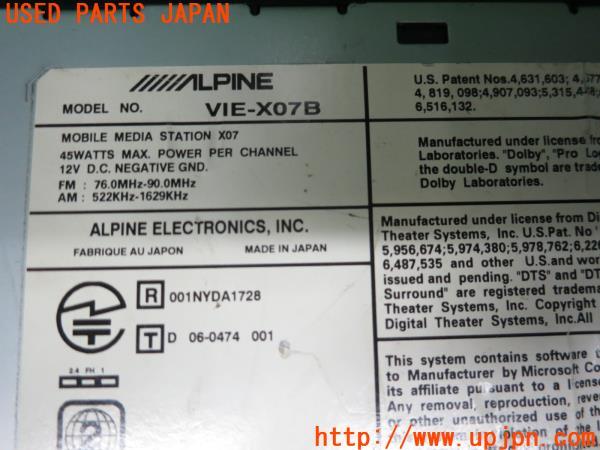 USED PARTS JAPAN
ALPINE
MODEL NO. VIE-X07B
MOBILE MEDIA STATION X07
45WATTS MAX. POWER PER CHANNEL
12V D.C. NEGATIVE GND.
FM : 76.0MHz-90.0MHz
AM : 522KHz-1629KHz
ALPINE ELECTRONICS, INC.
FABRIQUE AU JAPON MADE IN JAPAN
R 001NYDA1728
T D 06-0474 001
2.4 FH 1
2
U.S. Patent Nos.4,631,603;
4, 819, 098;4,907,093;5,315,
6,516,132.
Manufactured under license from
Laboratories. "Dolby", "Pro
the double-D symbol are
Dolby Laboratories.
Manufactured under license from
Theater Systems, Inc. U.S.Pat.
5,956,674;5,974,380;5,978,762;
6,487,535 and other U.S.and
issued and pending. "DTS" and
Surround" are registered
Theater Systems, Inc. Copyright
Digital Theater Systems, Inc.All
This system contains software
to Manufacturer by Microsoft
its affiliate pursuant to a
Any removal, reproduction,
or other unauthorized use of
http://www.upjpn.com/